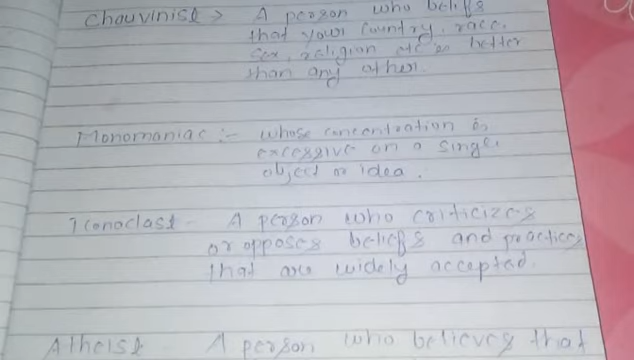 Chauvinist > A person who beliefs
that your country, race,
sex, religion etc is better
than any other.
Monomaniac :- whose concentration is
excessive on a single
object or idea.
Iconoclast - A person who criticizes
or opposes beliefs and practices
that are widely accepted.
Atheist - A person who believes that